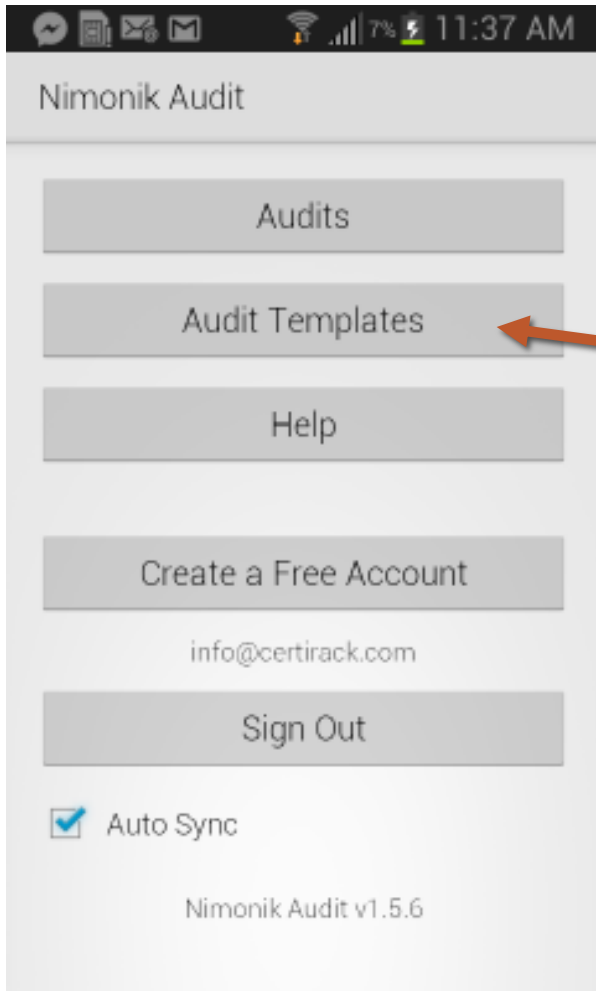 7% 11:37 AM
Nimonik Audit
Audits
Audit Templates
Help
Create a Free Account
info@certirack.com
Sign Out
Auto Sync
Nimonik Audit v1.5.6